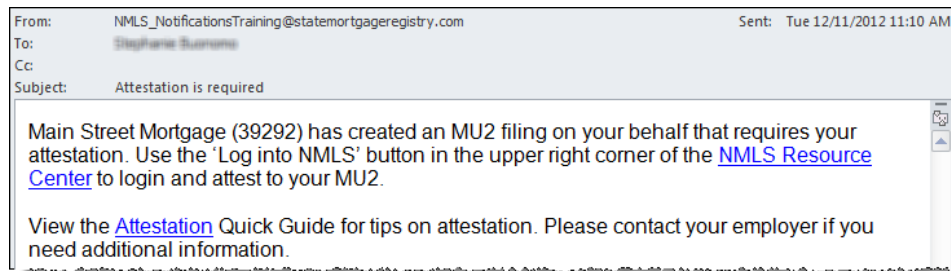 From: NMLS_NotificationsTraining@statemortgageregistry.com Sent: Tue 12/11/2012 11:10 AM
To:
Cc:
Subject: Attestation is required
Main Street Mortgage (39292) has created an MU2 filing on your behalf that requires your
attestation. Use the ‘Log into NMLS’ button in the upper right corner of the NMLS Resource
Center to login and attest to your MU2.
View the Attestation Quick Guide for tips on attestation. Please contact your employer if you
need additional information.